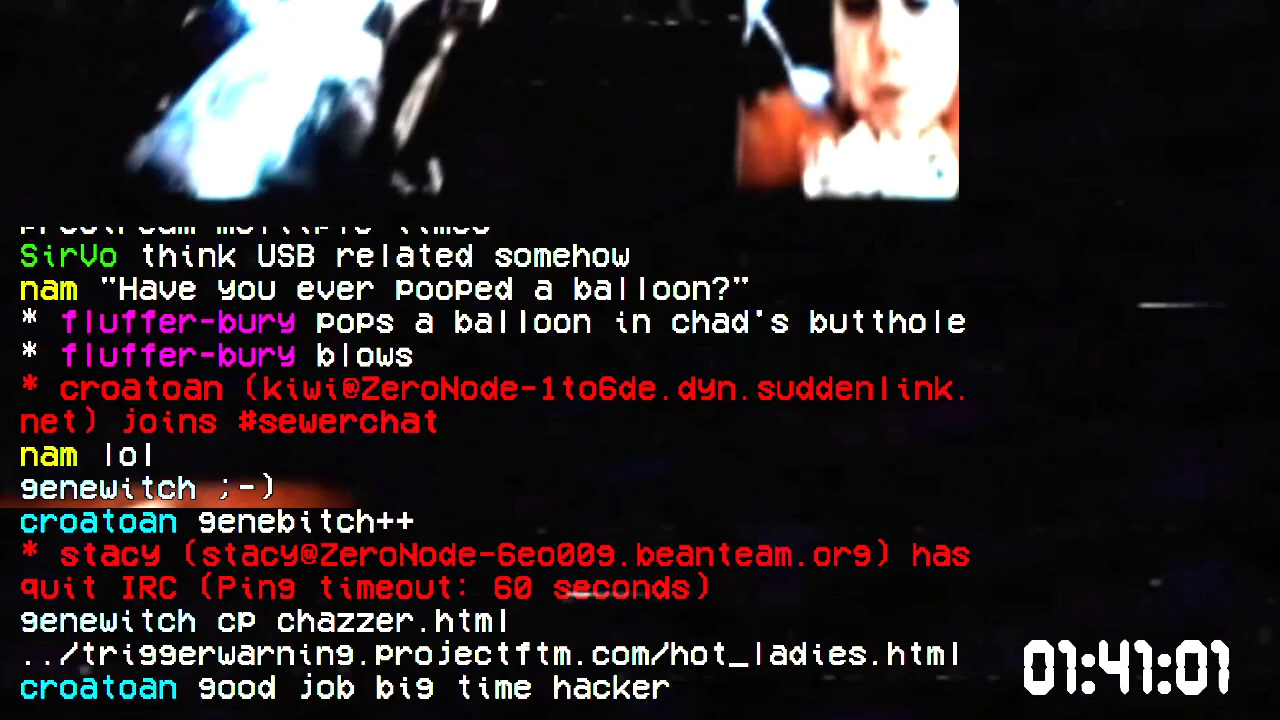 SirVo think USB related somehow
nam "Have you ever pooped a balloon?"
* fluffer-bury pops a balloon in chad's butthole
* fluffer-bury blows
* croatoan (kiwi@ZeroNode-1to6de.dyn.suddenlink.
net) joins #sewerchat
nam lol
genewitch ;-)
croatoan genebitch++
* stacy (stacy@ZeroNode-6eo009.beanteam.org) has
quit IRC (Ping timeout: 60 seconds)
genewitch cp chazzer.html
../triggerwarning.projectftm.com/hot_ladies.html
croatoan good job big time hacker
01:41:01